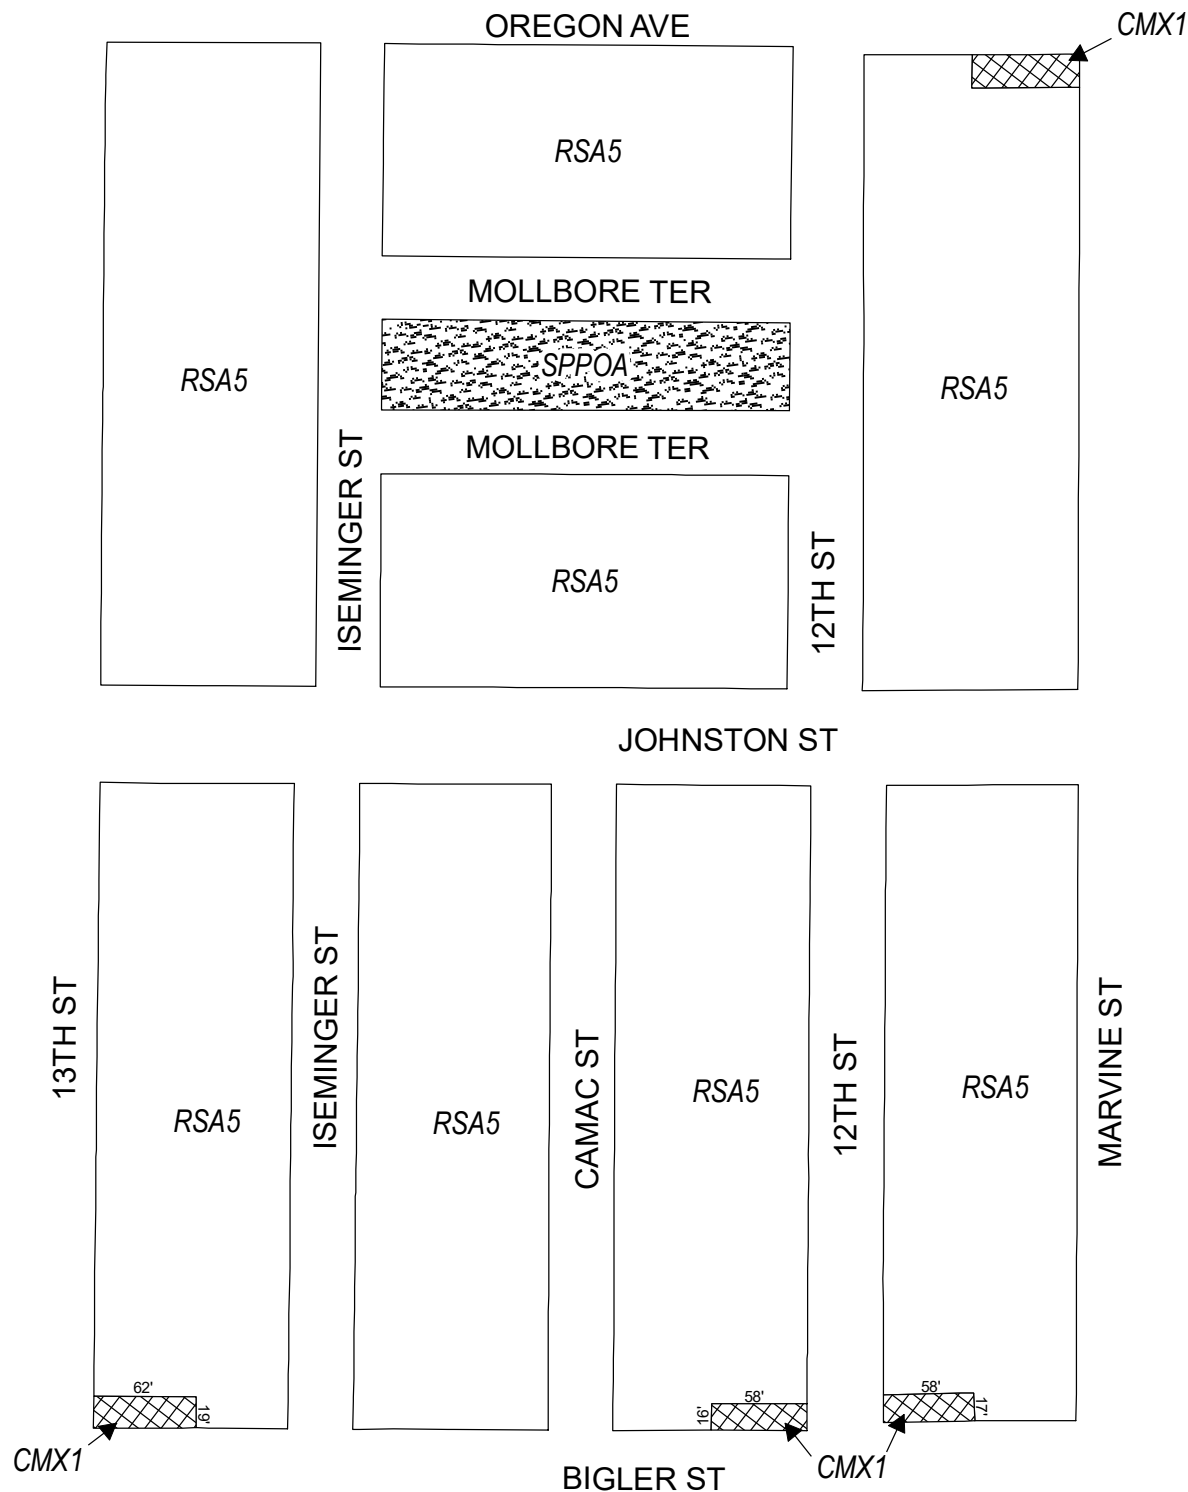 OREGON AVE
CMX1
RSA5
MOLLBORE TER
RSA5
SPPOA
RSA5
MOLLBORE TER
ISEMINGER ST
RSA5
12TH ST
JOHNSTON ST
13TH ST
RSA5
ISEMINGER ST
RSA5
CAMAC ST
RSA5
12TH ST
RSA5
MARVINE ST
62'
19'
58'
16'
58'
17'
CMX1
CMX1
BIGLER ST